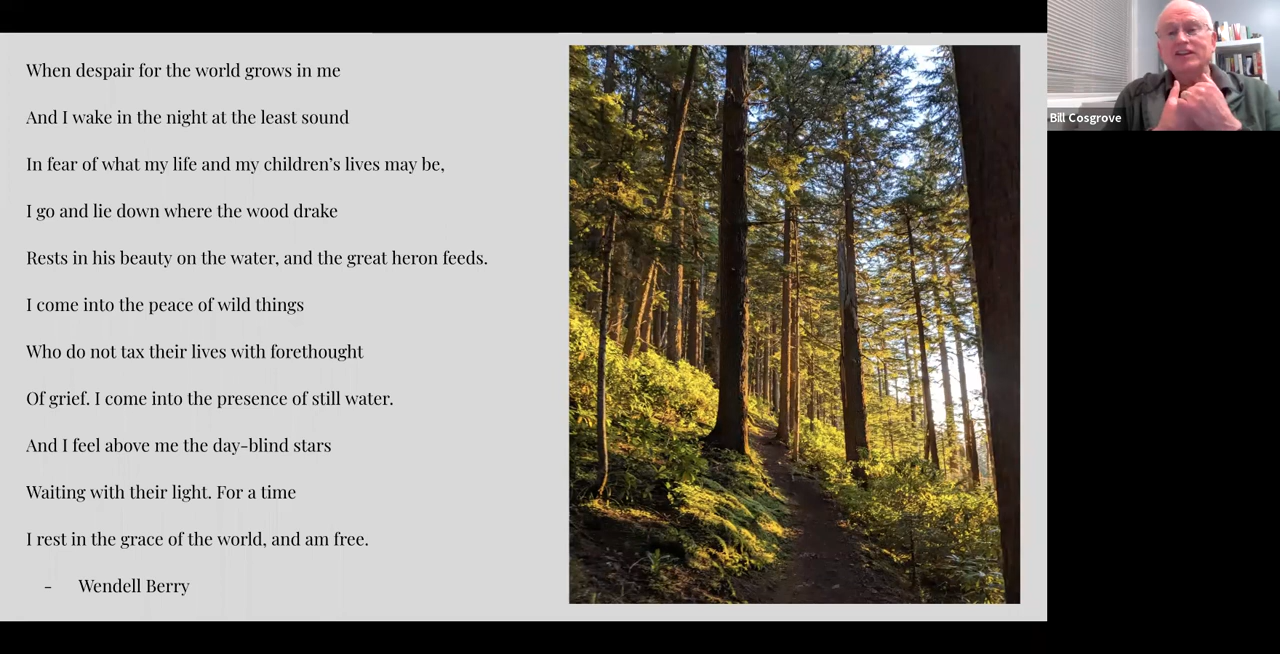 When despair for the world grows in me
And I wake in the night at the least sound
In fear of what my life and my children’s lives may be,
I go and lie down where the wood drake
Rests in his beauty on the water, and the great heron feeds.
I come into the peace of wild things
Who do not tax their lives with forethought
Of grief. I come into the presence of still water.
And I feel above me the day-blind stars
Waiting with their light. For a time
I rest in the grace of the world, and am free.
- Wendell Berry
Bill Cosgrove